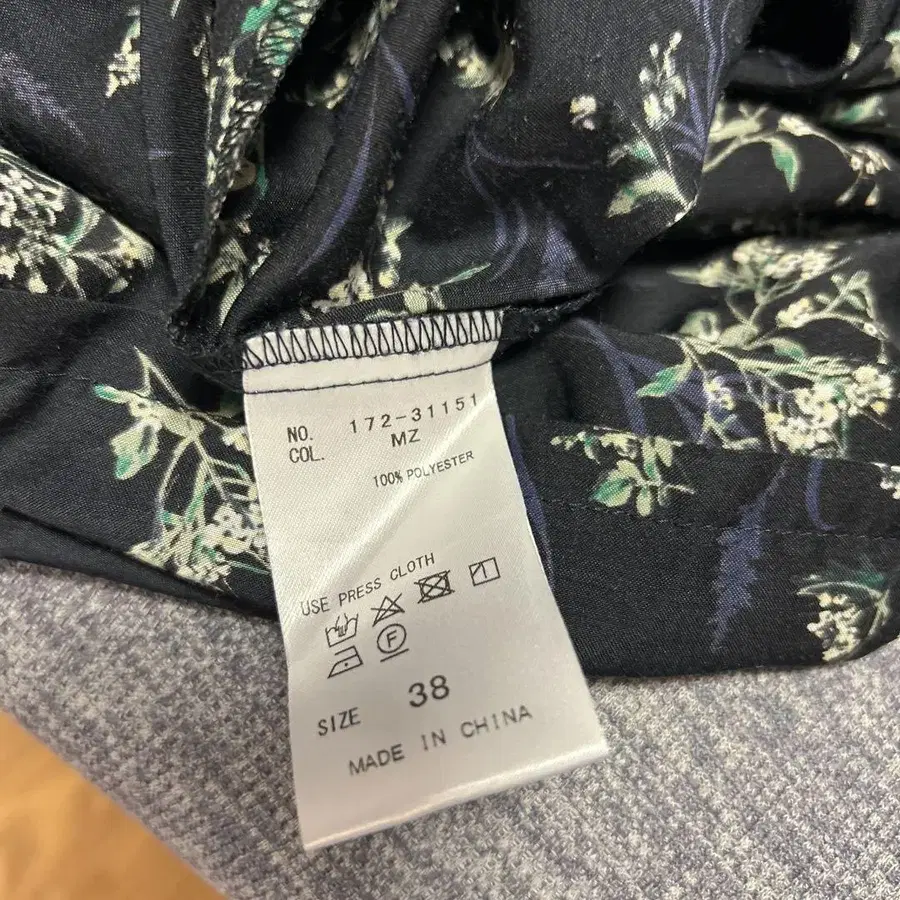 NO. 172-31151
COL. MZ
100% POLYESTER
USE PRESS CLOTH
F
SIZE 38
MADE IN CHINA